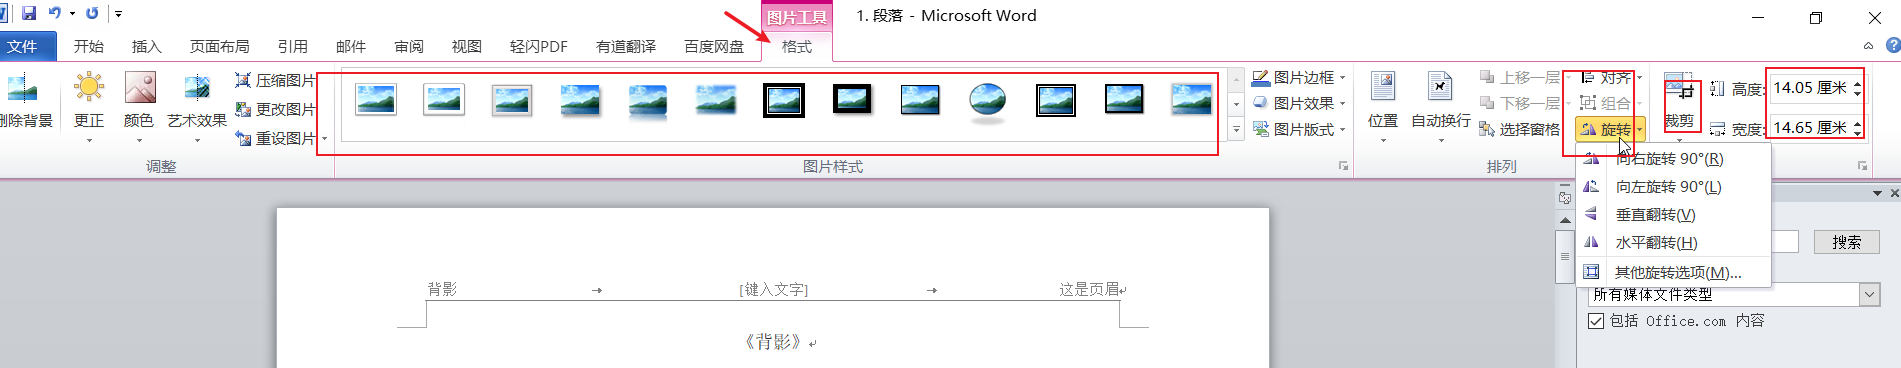 图片工具
1. 段落 - Microsoft Word
文件 开始 插入 页面布局 引用 邮件 审阅 视图 轻闪PDF 有道翻译 百度网盘 格式
删除背景 更正 颜色 艺术效果
压缩图片
更改图片
重设图片
调整
图片样式
图片边框
图片效果
图片版式
位置 自动换行
上移一层
下移一层
选择窗格
对齐
组合
旋转
排列
裁剪
高度: 14.05 厘米
宽度: 14.65 厘米
向右旋转 90°(R)
向左旋转 90°(L)
垂直翻转(V)
水平翻转(H)
其他旋转选项(M)...
搜索
所有媒体文件类型
包括 Office.com 内容
背影 → [键入文字] → 这是页眉
《背影》